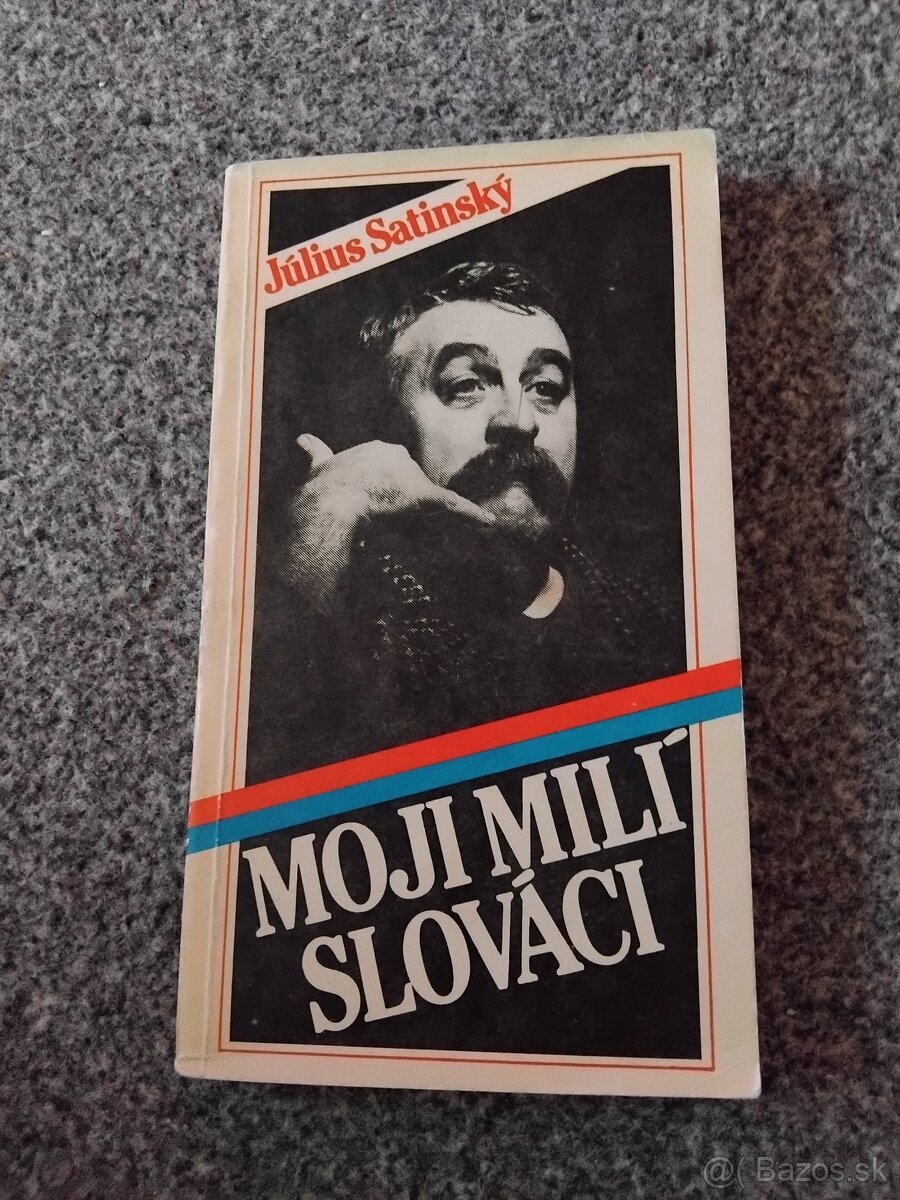 Július Satinský
MOJI MILÍ
SLOVÁCI
@( Bazos.sk